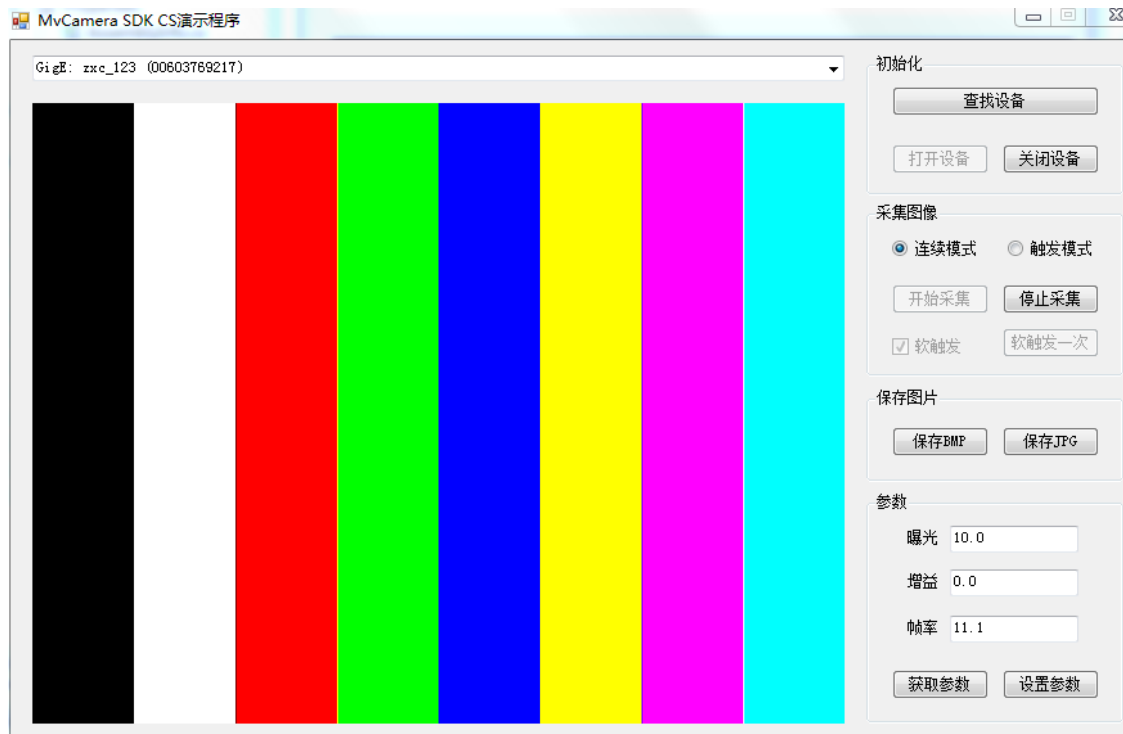 MvCamera SDK CS演示程序
GigE: zxc_123 (00603769217)
初始化
查找设备
打开设备 关闭设备
采集图像
连续模式 触发模式
开始采集 停止采集
软触发 软触发一次
保存图片
保存BMP 保存JPG
参数
曝光 10.0
增益 0.0
帧率 11.1
获取参数 设置参数